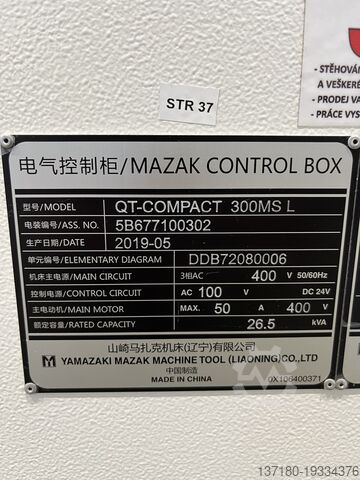 • STĚHOVÁN
A VEŠKERÉ
• PRODEJ VA
• PRÁCE VYS
STR 37
电气控制柜/MAZAK CONTROL BOX
型号/MODEL QT-COMPACT 300MS L
电装编号/ASS. NO. 5B677100302
生产日期/DATE 2019-05
单元编号/ELEMENTARY DIAGRAM DDB72080006
机床主电源/MAIN CIRCUIT 3相AC 400 V 50/60Hz
控制电源/CONTROL CIRCUIT AC 100 V DC 24V
主电动机/MAIN MOTOR MAX. 50 A 400 V
额定容量/RATED CAPACITY 26.5 kVA
山崎马扎克机床(辽宁)有限公司
YAMAZAKI MAZAK MACHINE TOOL (LIAONING)CO.,LTD
中国制造
MADE IN CHINA
0X106400371
137180-19334376